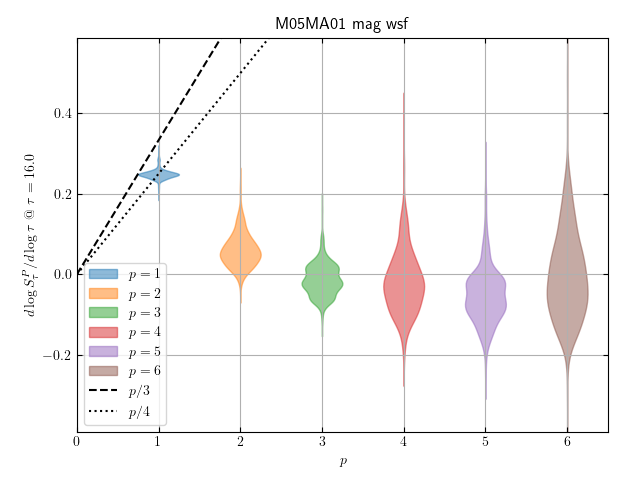 M05MA01 mag wsf
d log S_τ^P / d log τ @ τ = 16.0
0.4
0.2
0.0
−0.2
p = 1
p = 2
p = 3
p = 4
p = 5
p = 6
p/3
p/4
0 1 2 3 4 5 6
p